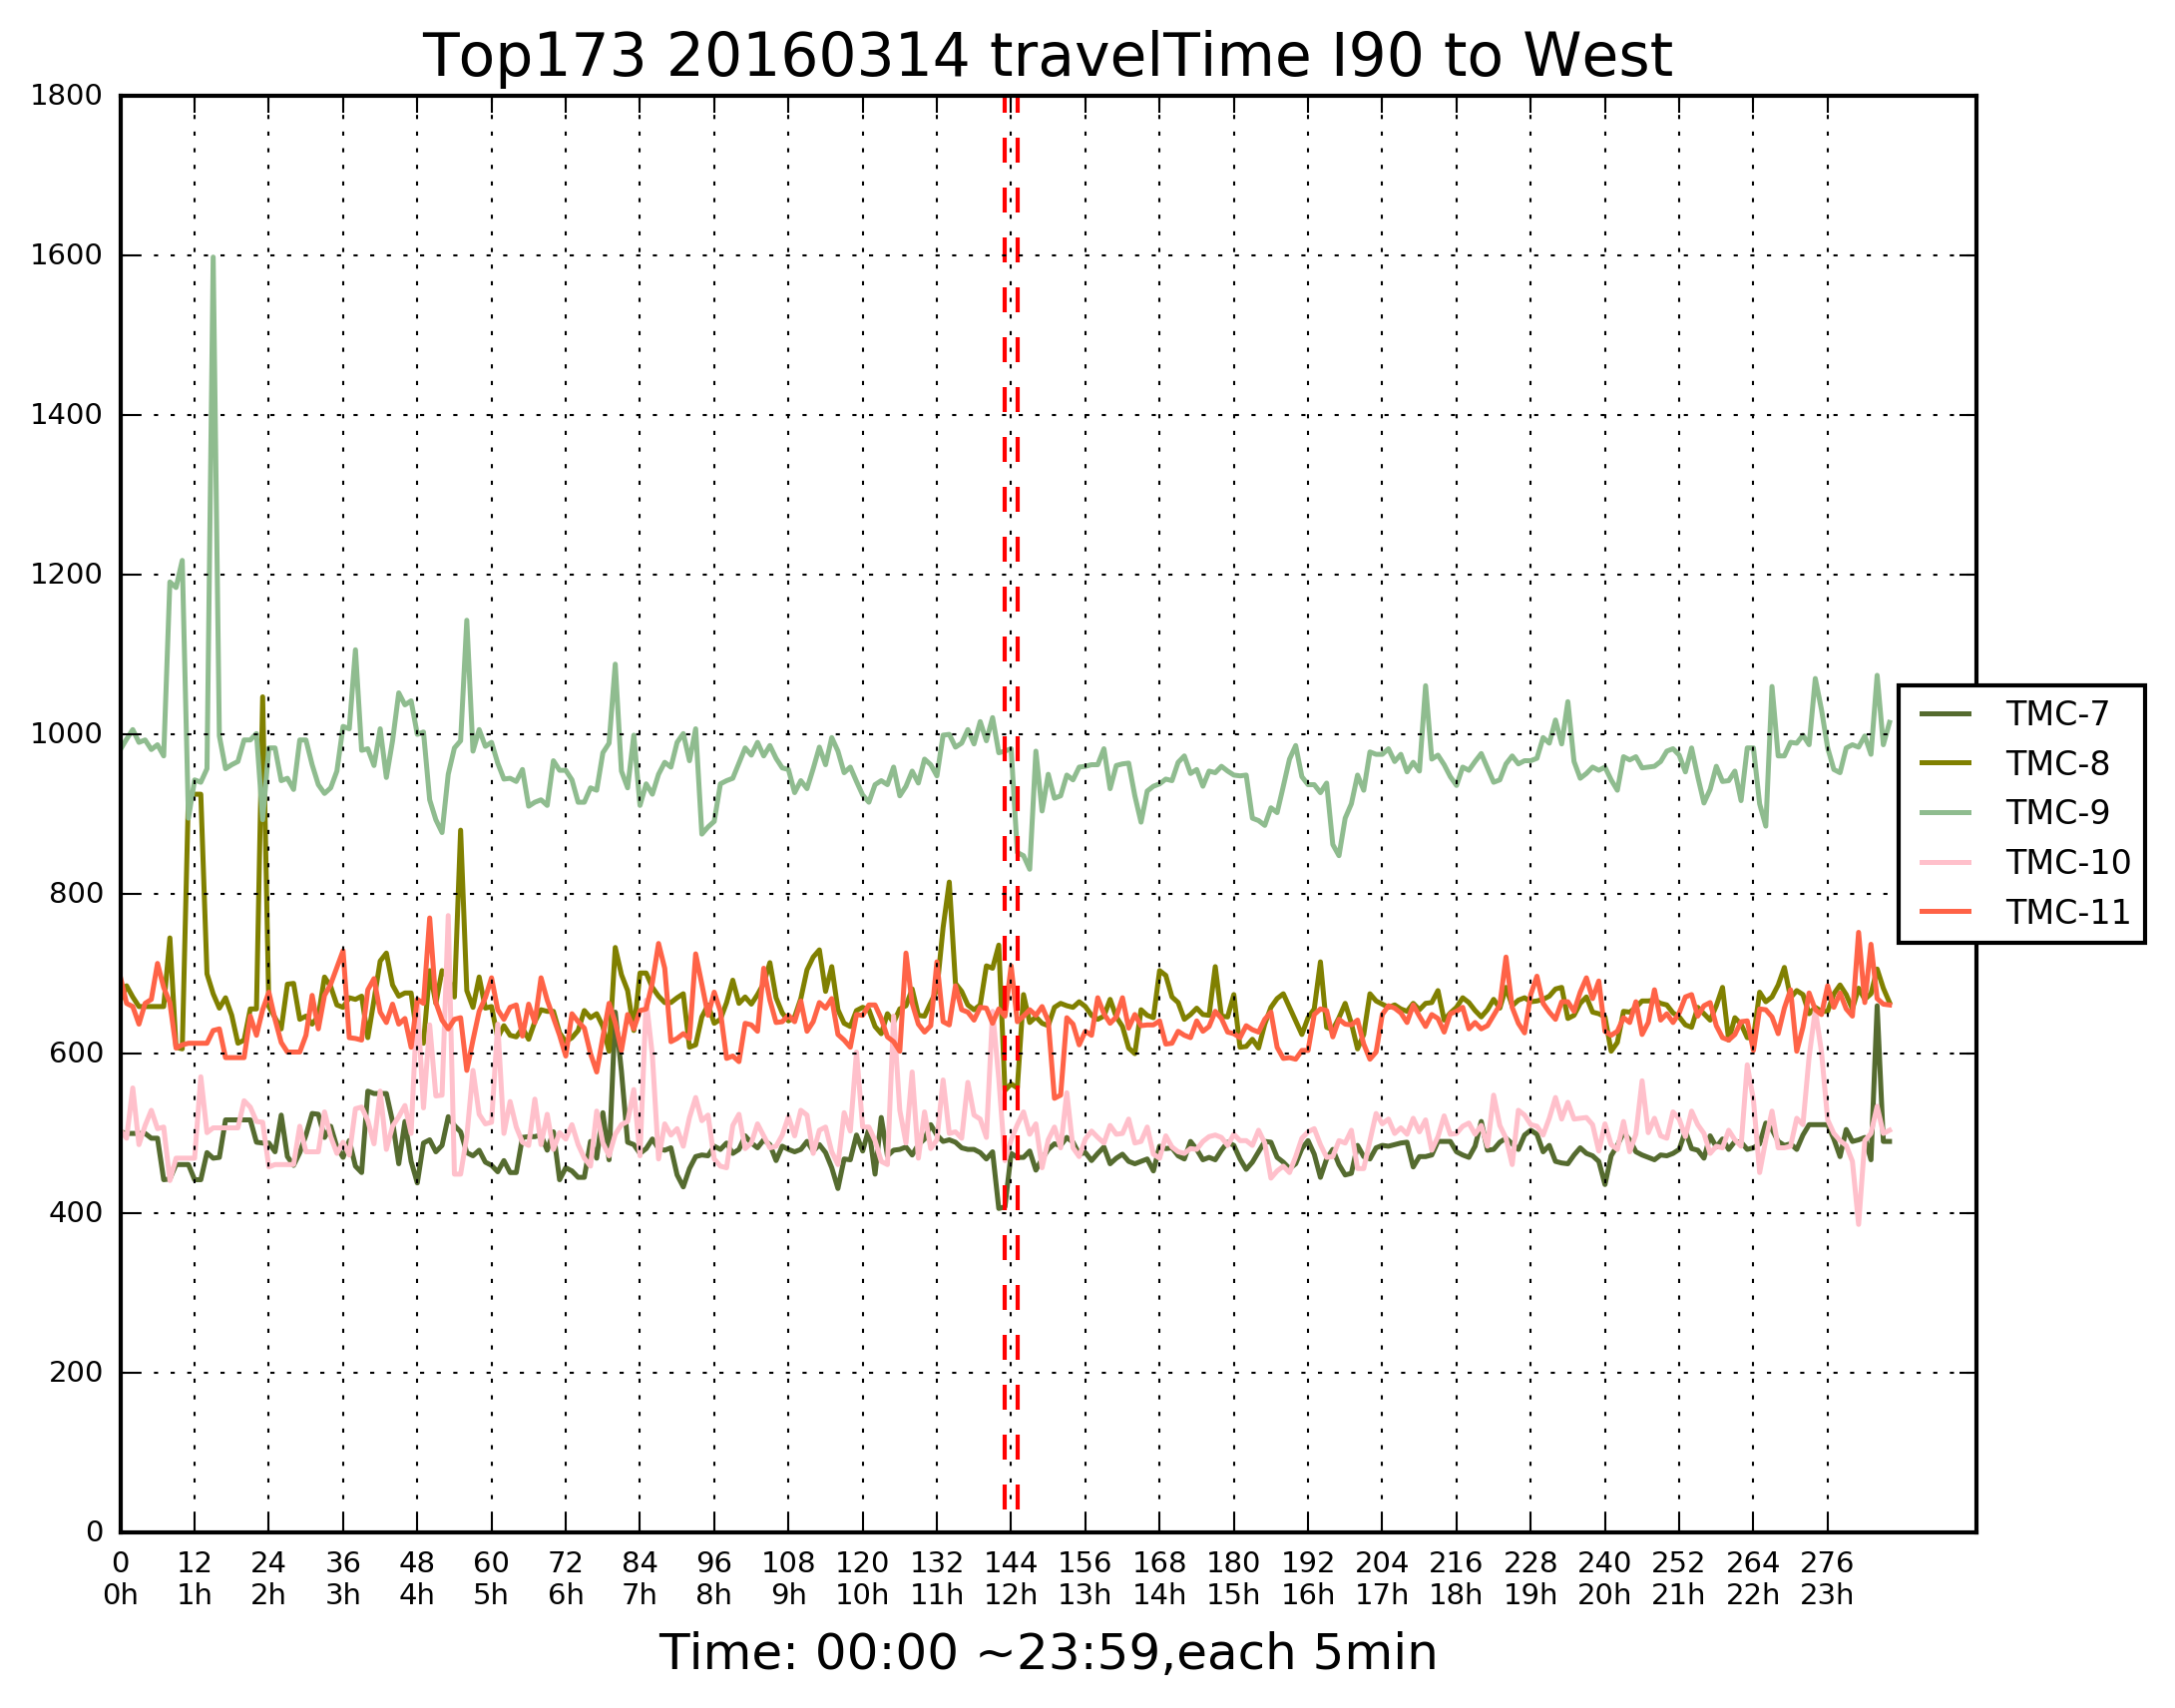 Top173 20160314 travelTime I90 to West
1800
1600
1400
1200
1000
800
600
400
200
0
TMC-7
TMC-8
TMC-9
TMC-10
TMC-11
0 12 24 36 48 60 72 84 96 108 120 132 144 156 168 180 192 204 216 228 240 252 264 276
0h 1h 2h 3h 4h 5h 6h 7h 8h 9h 10h 11h 12h 13h 14h 15h 16h 17h 18h 19h 20h 21h 22h 23h
Time: 00:00 ~23:59,each 5min